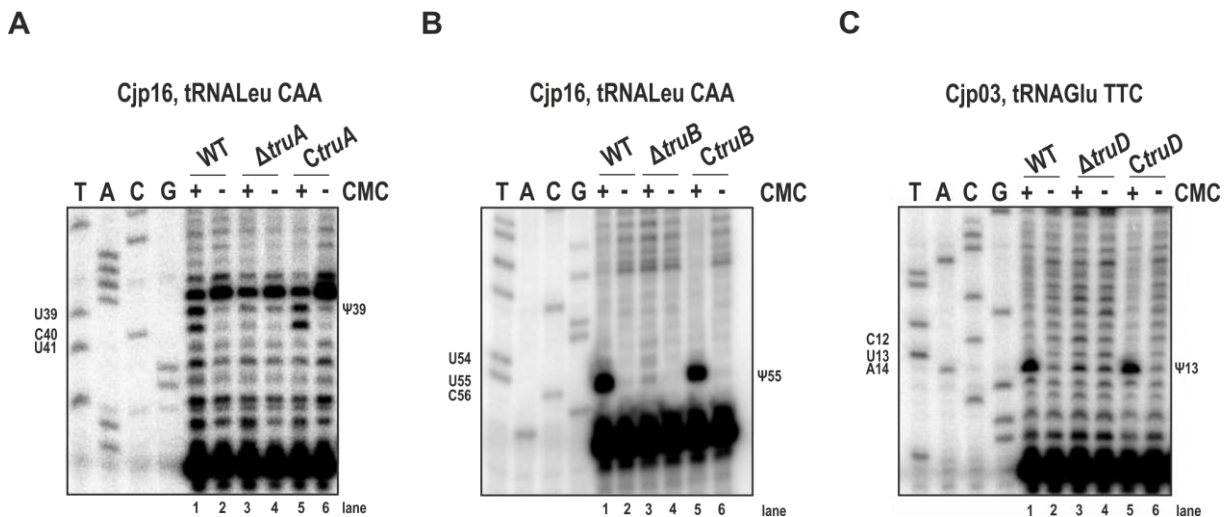 A
B
C
Cjp16, tRNALeu CAA
Cjp16, tRNALeu CAA
Cjp03, tRNAGlu TTC
WT ΔtruA CtruA
WT ΔtruB CtruB
WT ΔtruD CtruD
T A C G + - + - + - CMC
T A C G + - + - + - CMC
T A C G + - + - + - CMC
U39
C40
U41
Ψ39
U54
U55
C56
Ψ55
C12
U13
A14
Ψ13
1 2 3 4 5 6 lane
1 2 3 4 5 6 lane
1 2 3 4 5 6 lane